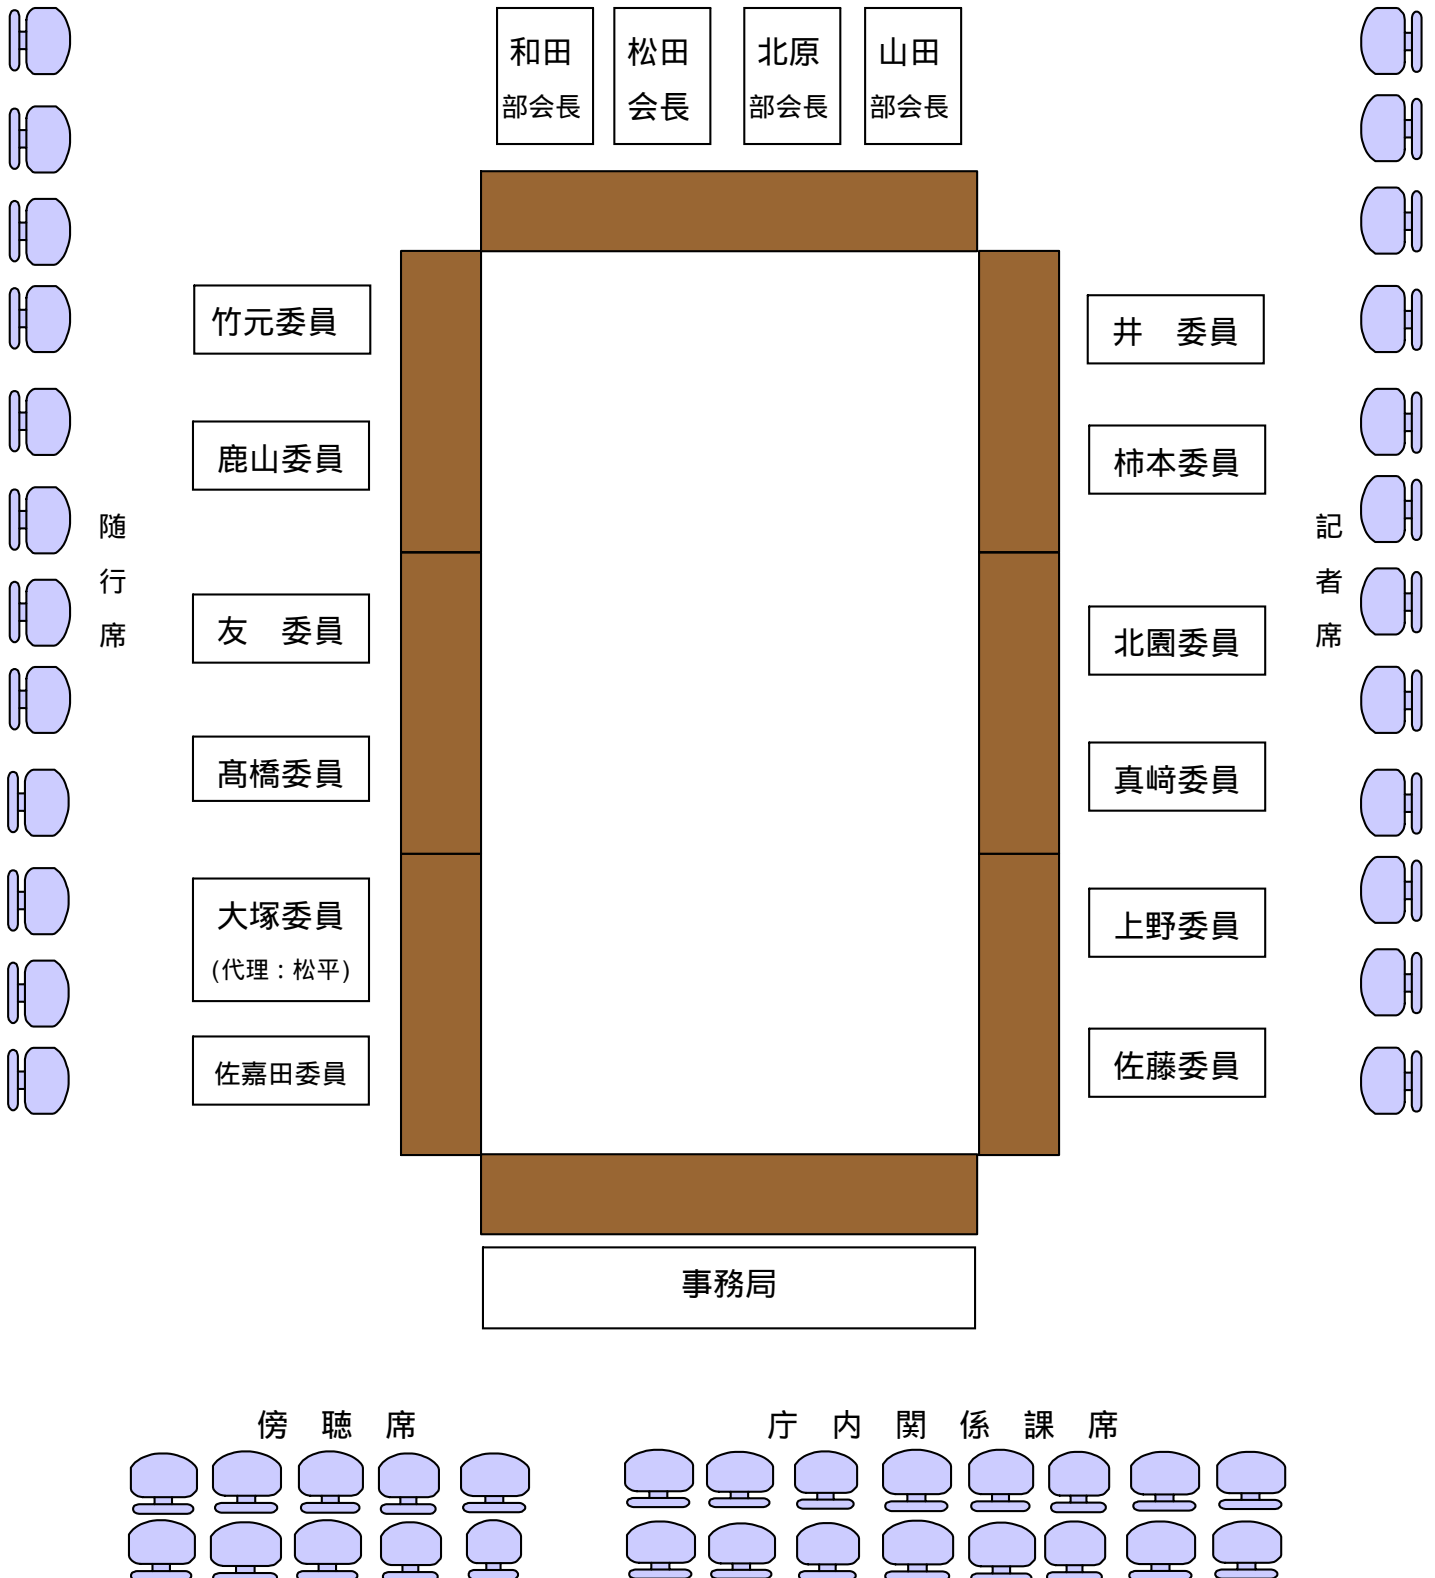 和田
部会長
松田
会長
北原
部会長
山田
部会長
竹元委員
鹿山委員
友　委員
髙橋委員
大塚委員
(代理：松平)
佐嘉田委員
井　委員
柿本委員
北園委員
真﨑委員
上野委員
佐藤委員
随行席
記者席
事務局
傍　聴　席
庁　内　関　係　課　席